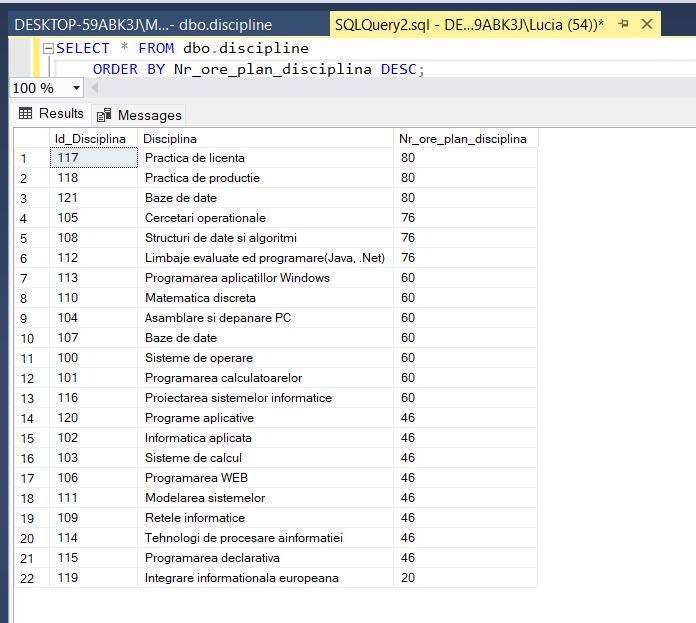 DESKTOP-59ABK3J\M...- dbo.discipline SQLQuery2.sql - DE...9ABK3J\Lucia (54))*
SELECT * FROM dbo.discipline
ORDER BY Nr_ore_plan_disciplina DESC;
100 %
Results Messages
Id_Disciplina Disciplina Nr_ore_plan_disciplina
1 117 Practica de licenta 80
2 118 Practica de productie 80
3 121 Baze de date 80
4 105 Cercetari operationale 76
5 108 Structuri de date si algoritmi 76
6 112 Limbaje evaluate ed programare(Java, .Net) 76
7 113 Programarea aplicatillor Windows 60
8 110 Matematica discreta 60
9 104 Asamblare si depanare PC 60
10 107 Baze de date 60
11 100 Sisteme de operare 60
12 101 Programarea calculatoarelor 60
13 116 Proiectarea sistemelor informatice 60
14 120 Programe aplicative 46
15 102 Informatica aplicata 46
16 103 Sisteme de calcul 46
17 106 Programarea WEB 46
18 111 Modelarea sistemelor 46
19 109 Retele informatice 46
20 114 Tehnologi de procesare ainformatiei 46
21 115 Programarea declarativa 46
22 119 Integrare informationala europeana 20